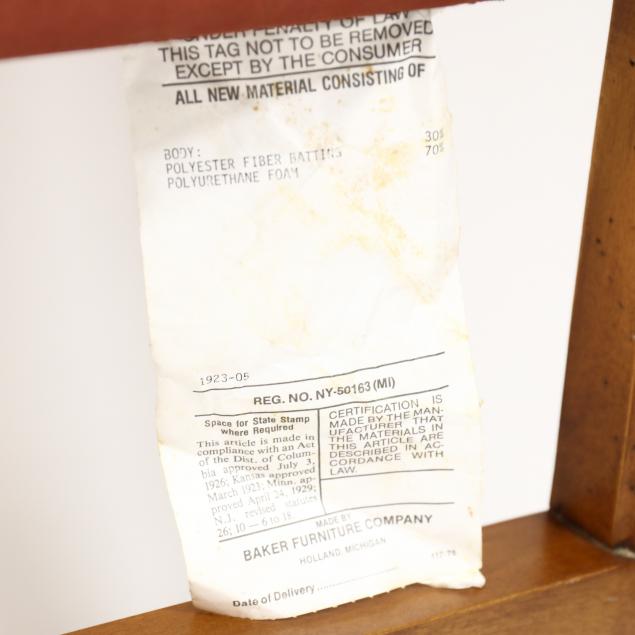 UNDER PENALTY OF LAW
THIS TAG NOT TO BE REMOVED
EXCEPT BY THE CONSUMER
ALL NEW MATERIAL CONSISTING OF
BODY:
POLYESTER FIBER BATTING 30%
POLYURETHANE FOAM 70%
1923-05
REG. NO. NY-50163 (MI)
Space for State Stamp
where Required
This article is made in
compliance with an Act
of the Dist. of Colum-
bia approved July 3,
1926; Kansas approved
March 1923; Minn. ap-
proved April 24, 1929;
N.J. revised statutes
26; 10 – 6 to 18.
CERTIFICATION IS
MADE BY THE MAN-
UFACTURER THAT
THE MATERIALS IN
THIS ARTICLE ARE
DESCRIBED IN AC-
CORDANCE WITH
LAW.
MADE BY
BAKER FURNITURE COMPANY
HOLLAND, MICHIGAN
Date of Delivery